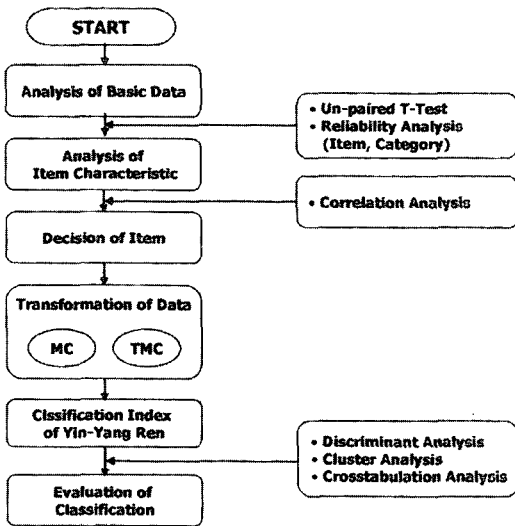 START
Analysis of Basic Data
• Un-paired T-Test
• Reliability Analysis
(Item, Category)
Analysis of
Item Characteristic
• Correlation Analysis
Decision of Item
Transformation of Data
MC
TMC
Clssification Index
of Yin-Yang Ren
• Discriminant Analysis
• Cluster Analysis
• Crosstabulation Analysis
Evaluation of
Classification